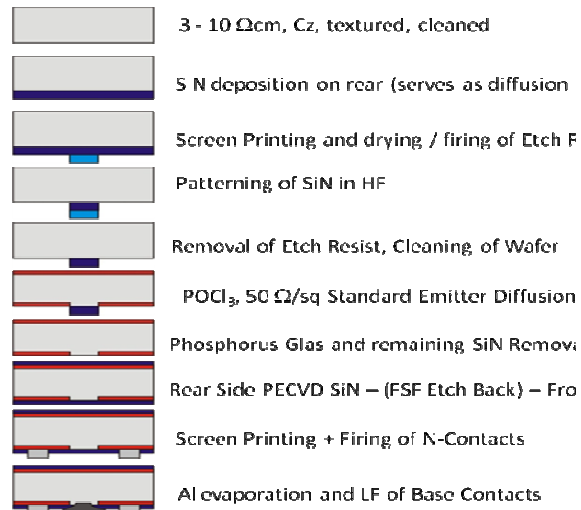 3 - 10 Ωcm, Cz, textured, cleaned
S N deposition on rear (serves as diffusion
Screen Printing and drying / firing of Etch R
Patterning of SiN in HF
Removal of Etch Resist, Cleaning of Wafer
POCl₃, 50 Ω/sq Standard Emitter Diffusion
Phosphorus Glas and remaining SiN Remova
Rear Side PECVD SiN – (FSF Etch Back) – Fro
Screen Printing + Firing of N-Contacts
Al evaporation and LF of Base Contacts